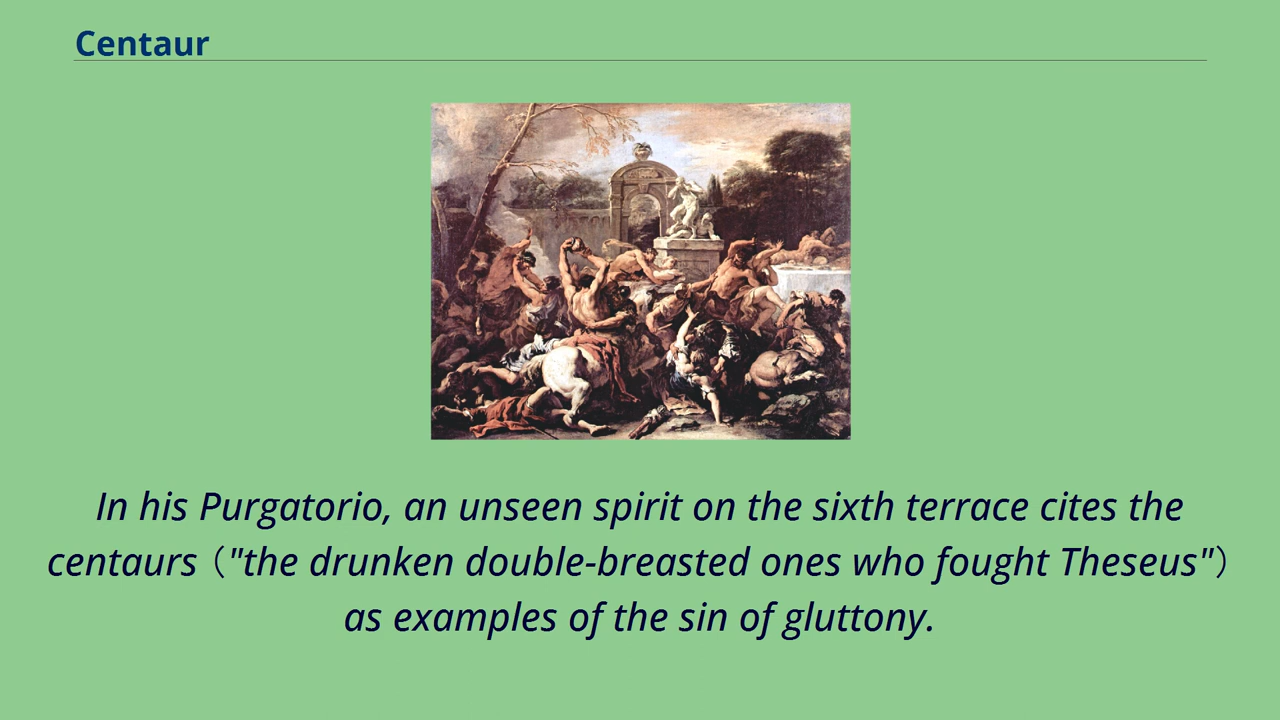 Centaur
In his Purgatorio, an unseen spirit on the sixth terrace cites the
centaurs（"the drunken double-breasted ones who fought Theseus"）
as examples of the sin of gluttony.